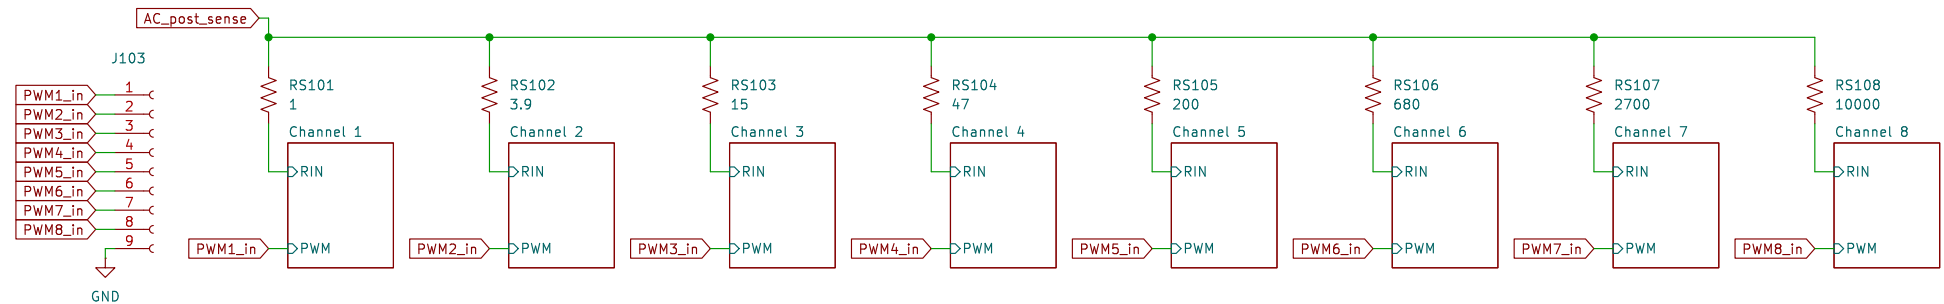 AC_post_sense
J103
PWM1_in 1
PWM2_in 2
PWM3_in 3
PWM4_in 4
PWM5_in 5
PWM6_in 6
PWM7_in 7
PWM8_in 8
9
GND
RS101
1
Channel 1
RIN
PWM1_in PWM
RS102
3.9
Channel 2
RIN
PWM2_in PWM
RS103
15
Channel 3
RIN
PWM3_in PWM
RS104
47
Channel 4
RIN
PWM4_in PWM
RS105
200
Channel 5
RIN
PWM5_in PWM
RS106
680
Channel 6
RIN
PWM6_in PWM
RS107
2700
Channel 7
RIN
PWM7_in PWM
RS108
10000
Channel 8
RIN
PWM8_in PWM